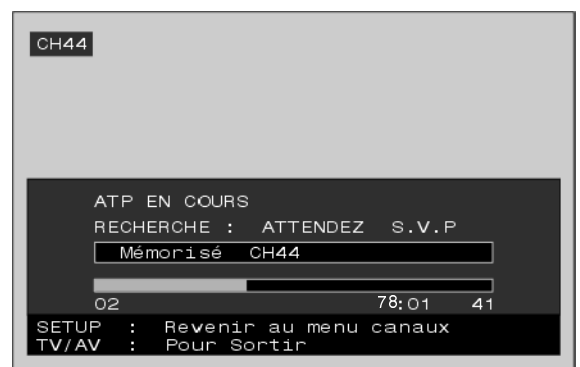 CH44
ATP EN COURS
RECHERCHE : ATTENDEZ S.V.P
Mémorisé CH44
02 78:01 41
SETUP : Revenir au menu canaux
TV/AV : Pour Sortir